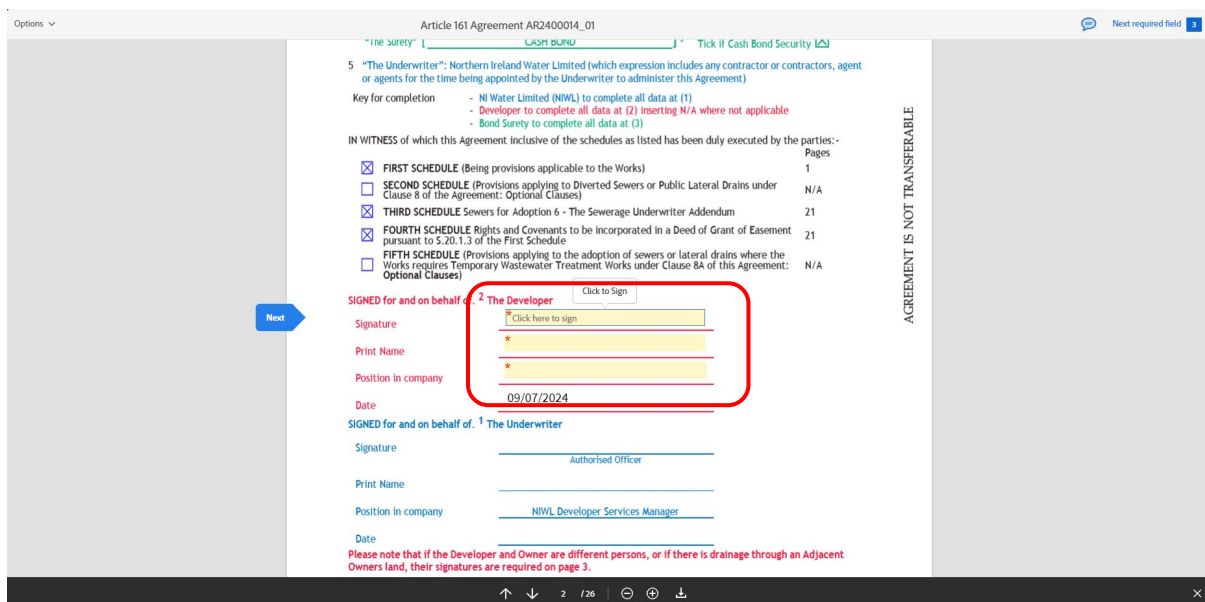 Options
Article 161 Agreement AR2400014_01
Next required field 3
"The Surety" [ CASH BOND ] 3 Tick if Cash Bond Security
5 "The Underwriter": Northern Ireland Water Limited (which expression includes any contractor or contractors, agent
or agents for the time being appointed by the Underwriter to administer this Agreement)
Key for completion - NI Water Limited (NIWL) to complete all data at (1)
- Developer to complete all data at (2) inserting N/A where not applicable
- Bond Surety to complete all data at (3)
IN WITNESS of which this Agreement inclusive of the schedules as listed has been duly executed by the parties:-
Pages
FIRST SCHEDULE (Being provisions applicable to the Works) 1
SECOND SCHEDULE (Provisions applying to Diverted Sewers or Public Lateral Drains under
Clause 8 of the Agreement: Optional Clauses) N/A
THIRD SCHEDULE Sewers for Adoption 6 - The Sewerage Underwriter Addendum 21
FOURTH SCHEDULE Rights and Covenants to be incorporated in a Deed of Grant of Easement
pursuant to S.20.1.3 of the First Schedule 21
FIFTH SCHEDULE (Provisions applying to the adoption of sewers or lateral drains where the
Works requires Temporary Wastewater Treatment Works under Clause 8A of this Agreement: N/A
Optional Clauses)
AGREEMENT IS NOT TRANSFERABLE
Click to Sign
SIGNED for and on behalf of. 2 The Developer
Next
Signature * Click here to sign
Print Name *
Position in company *
Date 09/07/2024
SIGNED for and on behalf of. 1 The Underwriter
Signature
Authorised Officer
Print Name
Position in company NIWL Developer Services Manager
Date
Please note that if the Developer and Owner are different persons, or if there is drainage through an Adjacent
Owners land, their signatures are required on page 3.
2 /26